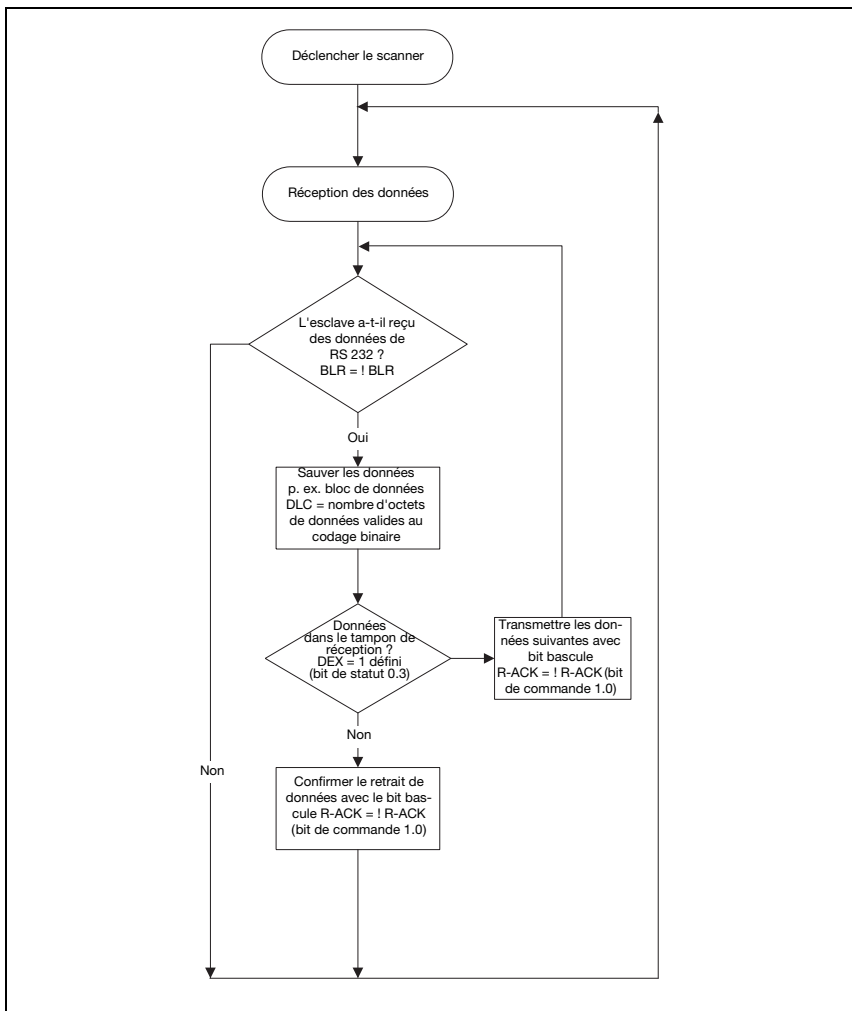 Déclencher le scanner
Réception des données
L'esclave a-t-il reçu
des données de
RS 232 ?
BLR = ! BLR
Oui
Sauver les données
p. ex. bloc de données
DLC = nombre d'octets
de données valides au
codage binaire
Données
dans le tampon de
réception ?
DEX = 1 défini
(bit de statut 0.3)
Transmettre les don-
nées suivantes avec
bit bascule
R-ACK = ! R-ACK (bit
de commande 1.0)
Non
Non
Confirmer le retrait de
données avec le bit bas-
cule R-ACK = ! R-ACK
(bit de commande 1.0)